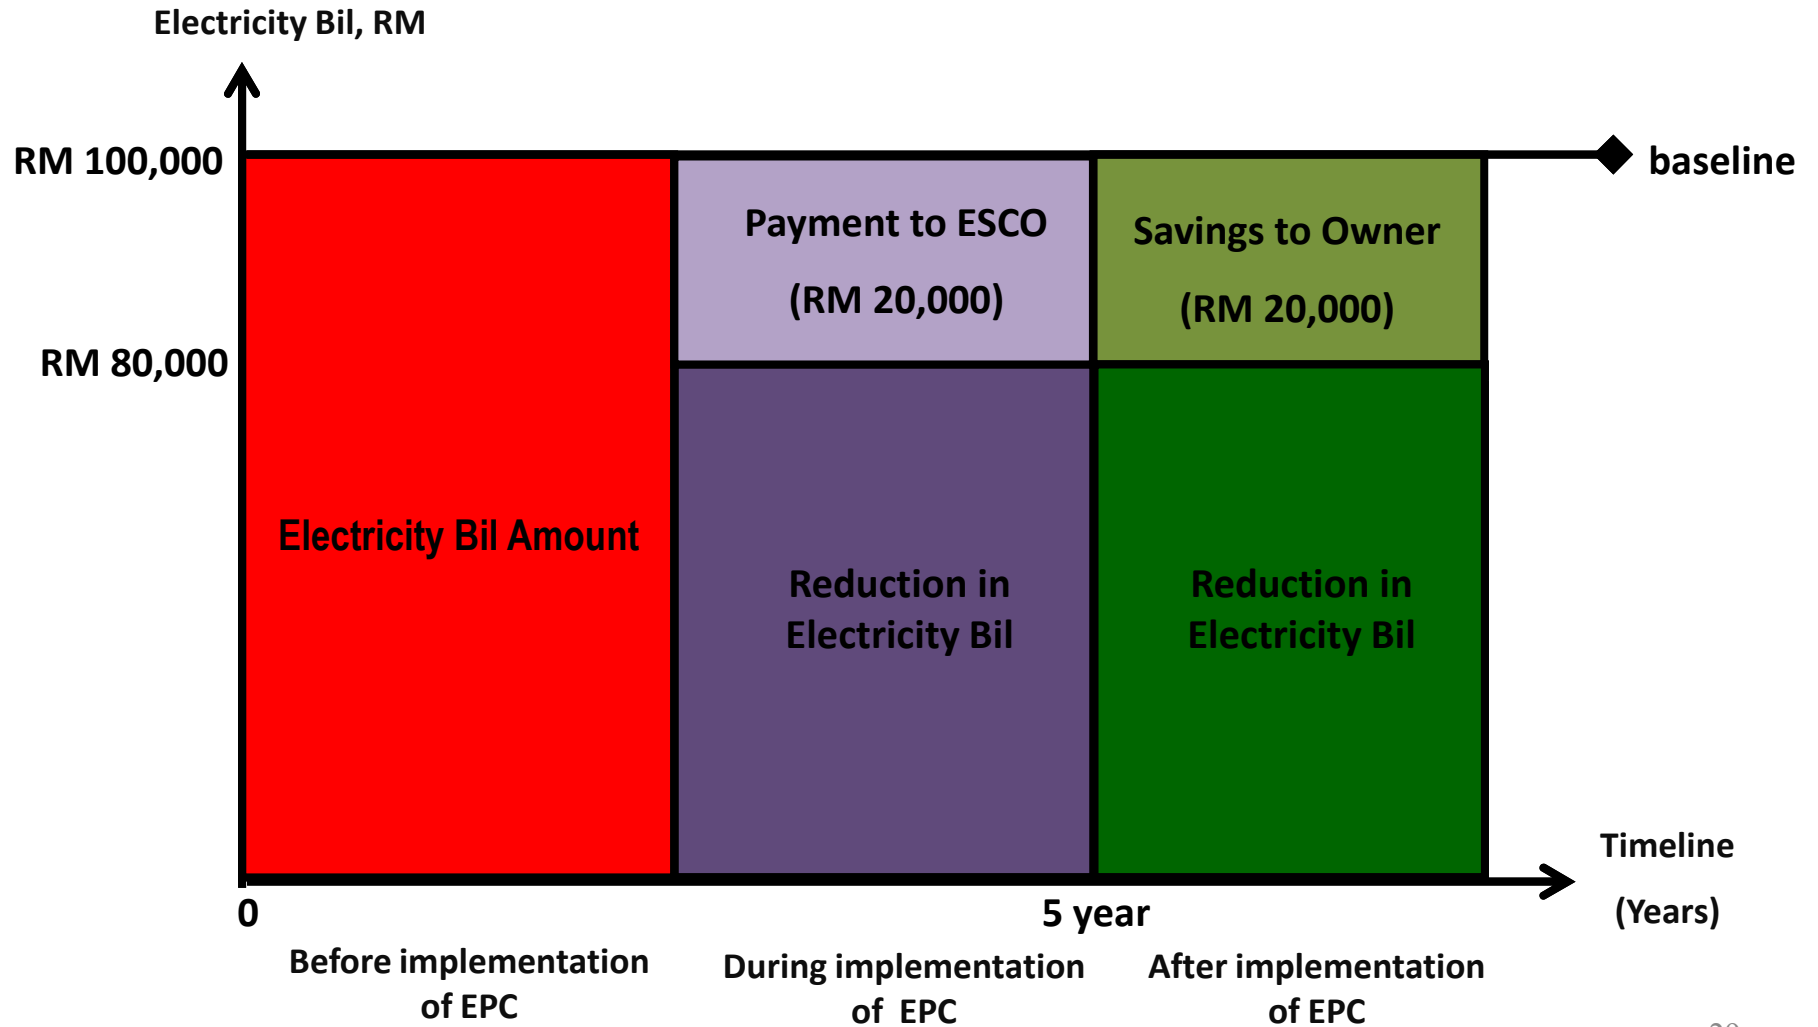 Electricity Bil, RM
RM 100,000
baseline
Payment to ESCO
(RM 20,000)
Savings to Owner
(RM 20,000)
RM 80,000
Electricity Bil Amount
Reduction in
Electricity Bil
Reduction in
Electricity Bil
Timeline
(Years)
0
5 year
Before implementation
of EPC
During implementation
of EPC
After implementation
of EPC